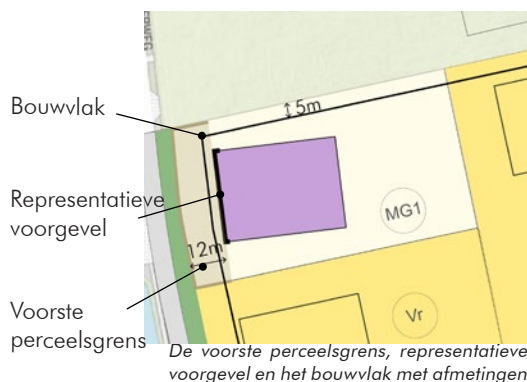 Bouwvlak
5m
Representatieve
voorgevel
MG1
12m
Voorste
perceelsgrens
Vr
De voorste perceelsgrens, representatieve
voorgevel en het bouwvlak met afmetingen